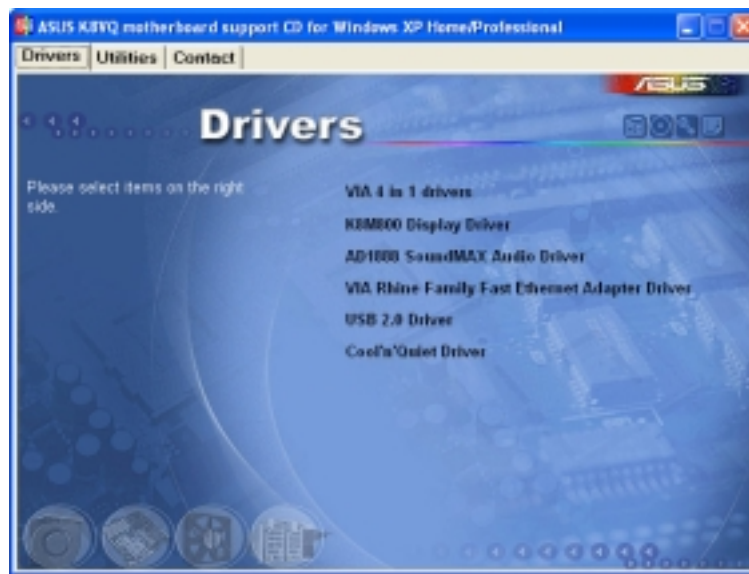 ASUS K8VQ motherboard support CD for Windows XP Home/Professional
Drivers Utilities Contact
ASUS
Drivers
Please select items on the right
side.
VIA 4 in 1 drivers
K8M800 Display Driver
AD1888 SoundMAX Audio Driver
VIA Rhine Family Fast Ethernet Adapter Driver
USB 2.0 Driver
Cool'n'Quiet Driver